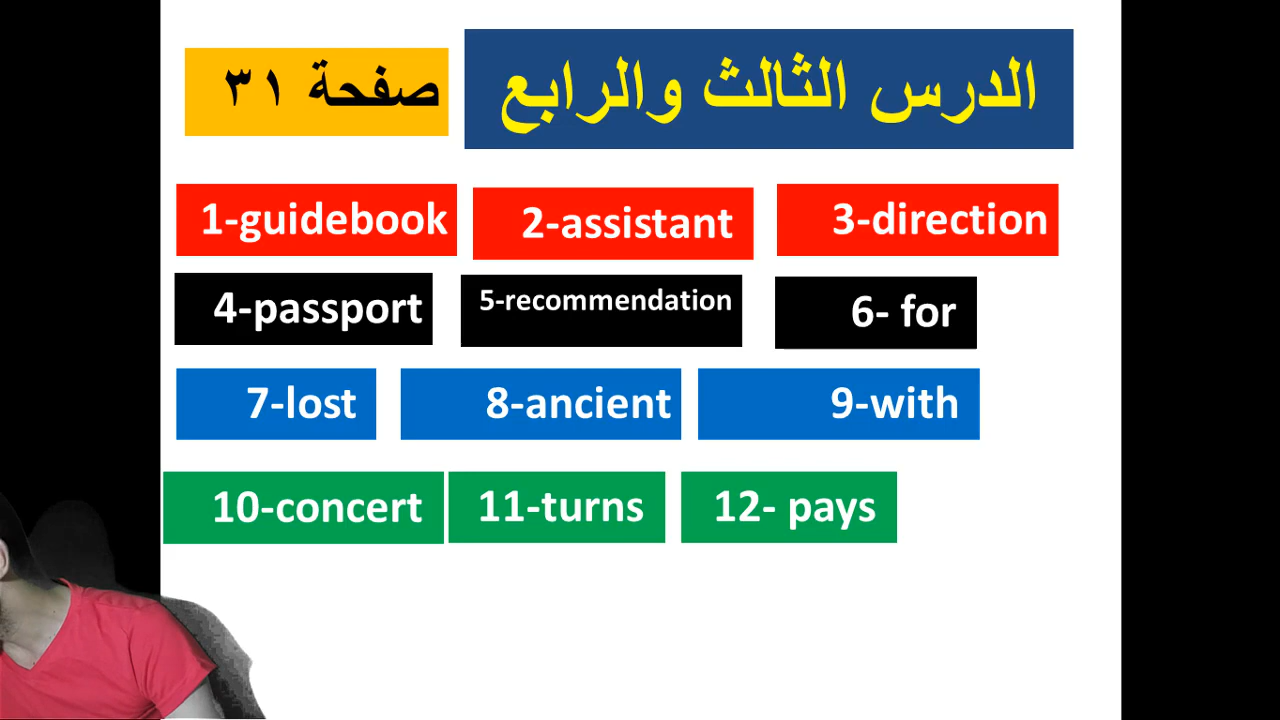 الدرس الثالث والرابع
صفحة ٣١
1-guidebook
2-assistant
3-direction
4-passport
5-recommendation
6- for
7-lost
8-ancient
9-with
10-concert
11-turns
12- pays